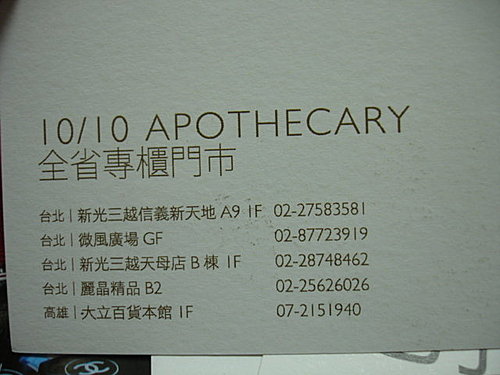 10/10 APOTHECARY
全省專櫃門市
台北 | 新光三越信義新天地 A9 1F 02-27583581
台北 | 微風廣場 GF 02-87723919
台北 | 新光三越天母店 B 棟 1F 02-28748462
台北 | 麗晶精品 B2 02-25626026
高雄 | 大立百貨本館 1F 07-2151940